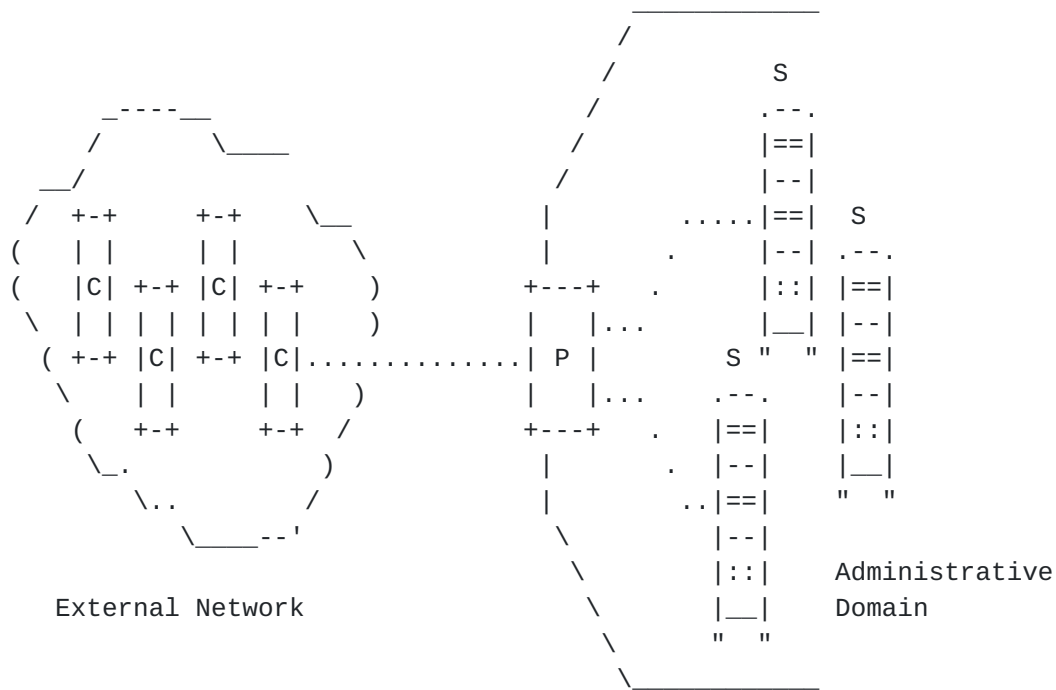 S
S
C C
C C P S
Administrative
External Network Domain